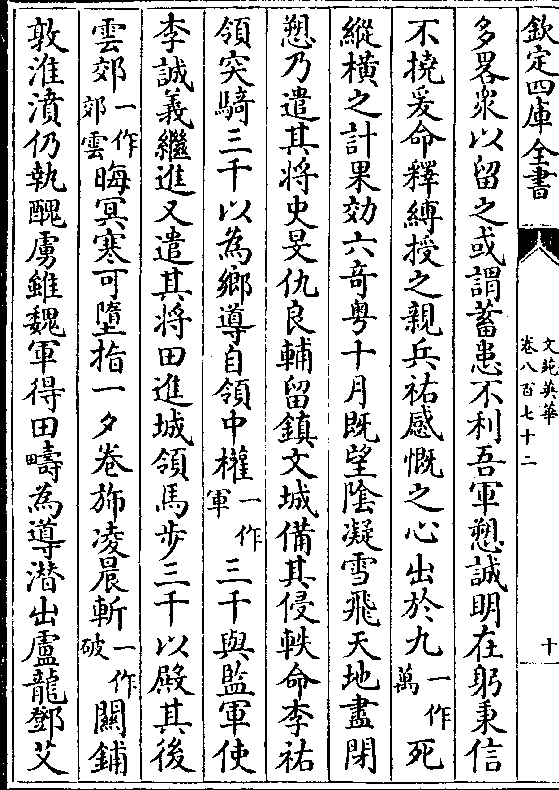 欽定四庫全書
文苑英華
卷八百七十二
十
多畧衆以留之或謂蓄患不利吾軍愬誠明在躬秉信
不撓爰命釋縛授之親兵祐感慨之心出於九一作萬死
縱橫之計果効六奇粤十月既望陰凝雪飛天地盡閉
愬乃遣其將史旻仇良輔留鎮文城備其侵軼命李祐
領突騎三千以為鄉導自領中權一作軍三千與監軍使
李誠義繼進又遣其將田進城領馬步三千以殿其後
雲郊一作郊雲晦冥寒可墮指一夕卷斾凌晨斬一作破關鋪
敦淮濆仍執醜虜雖魏軍得田疇為導潛出盧龍鄧艾